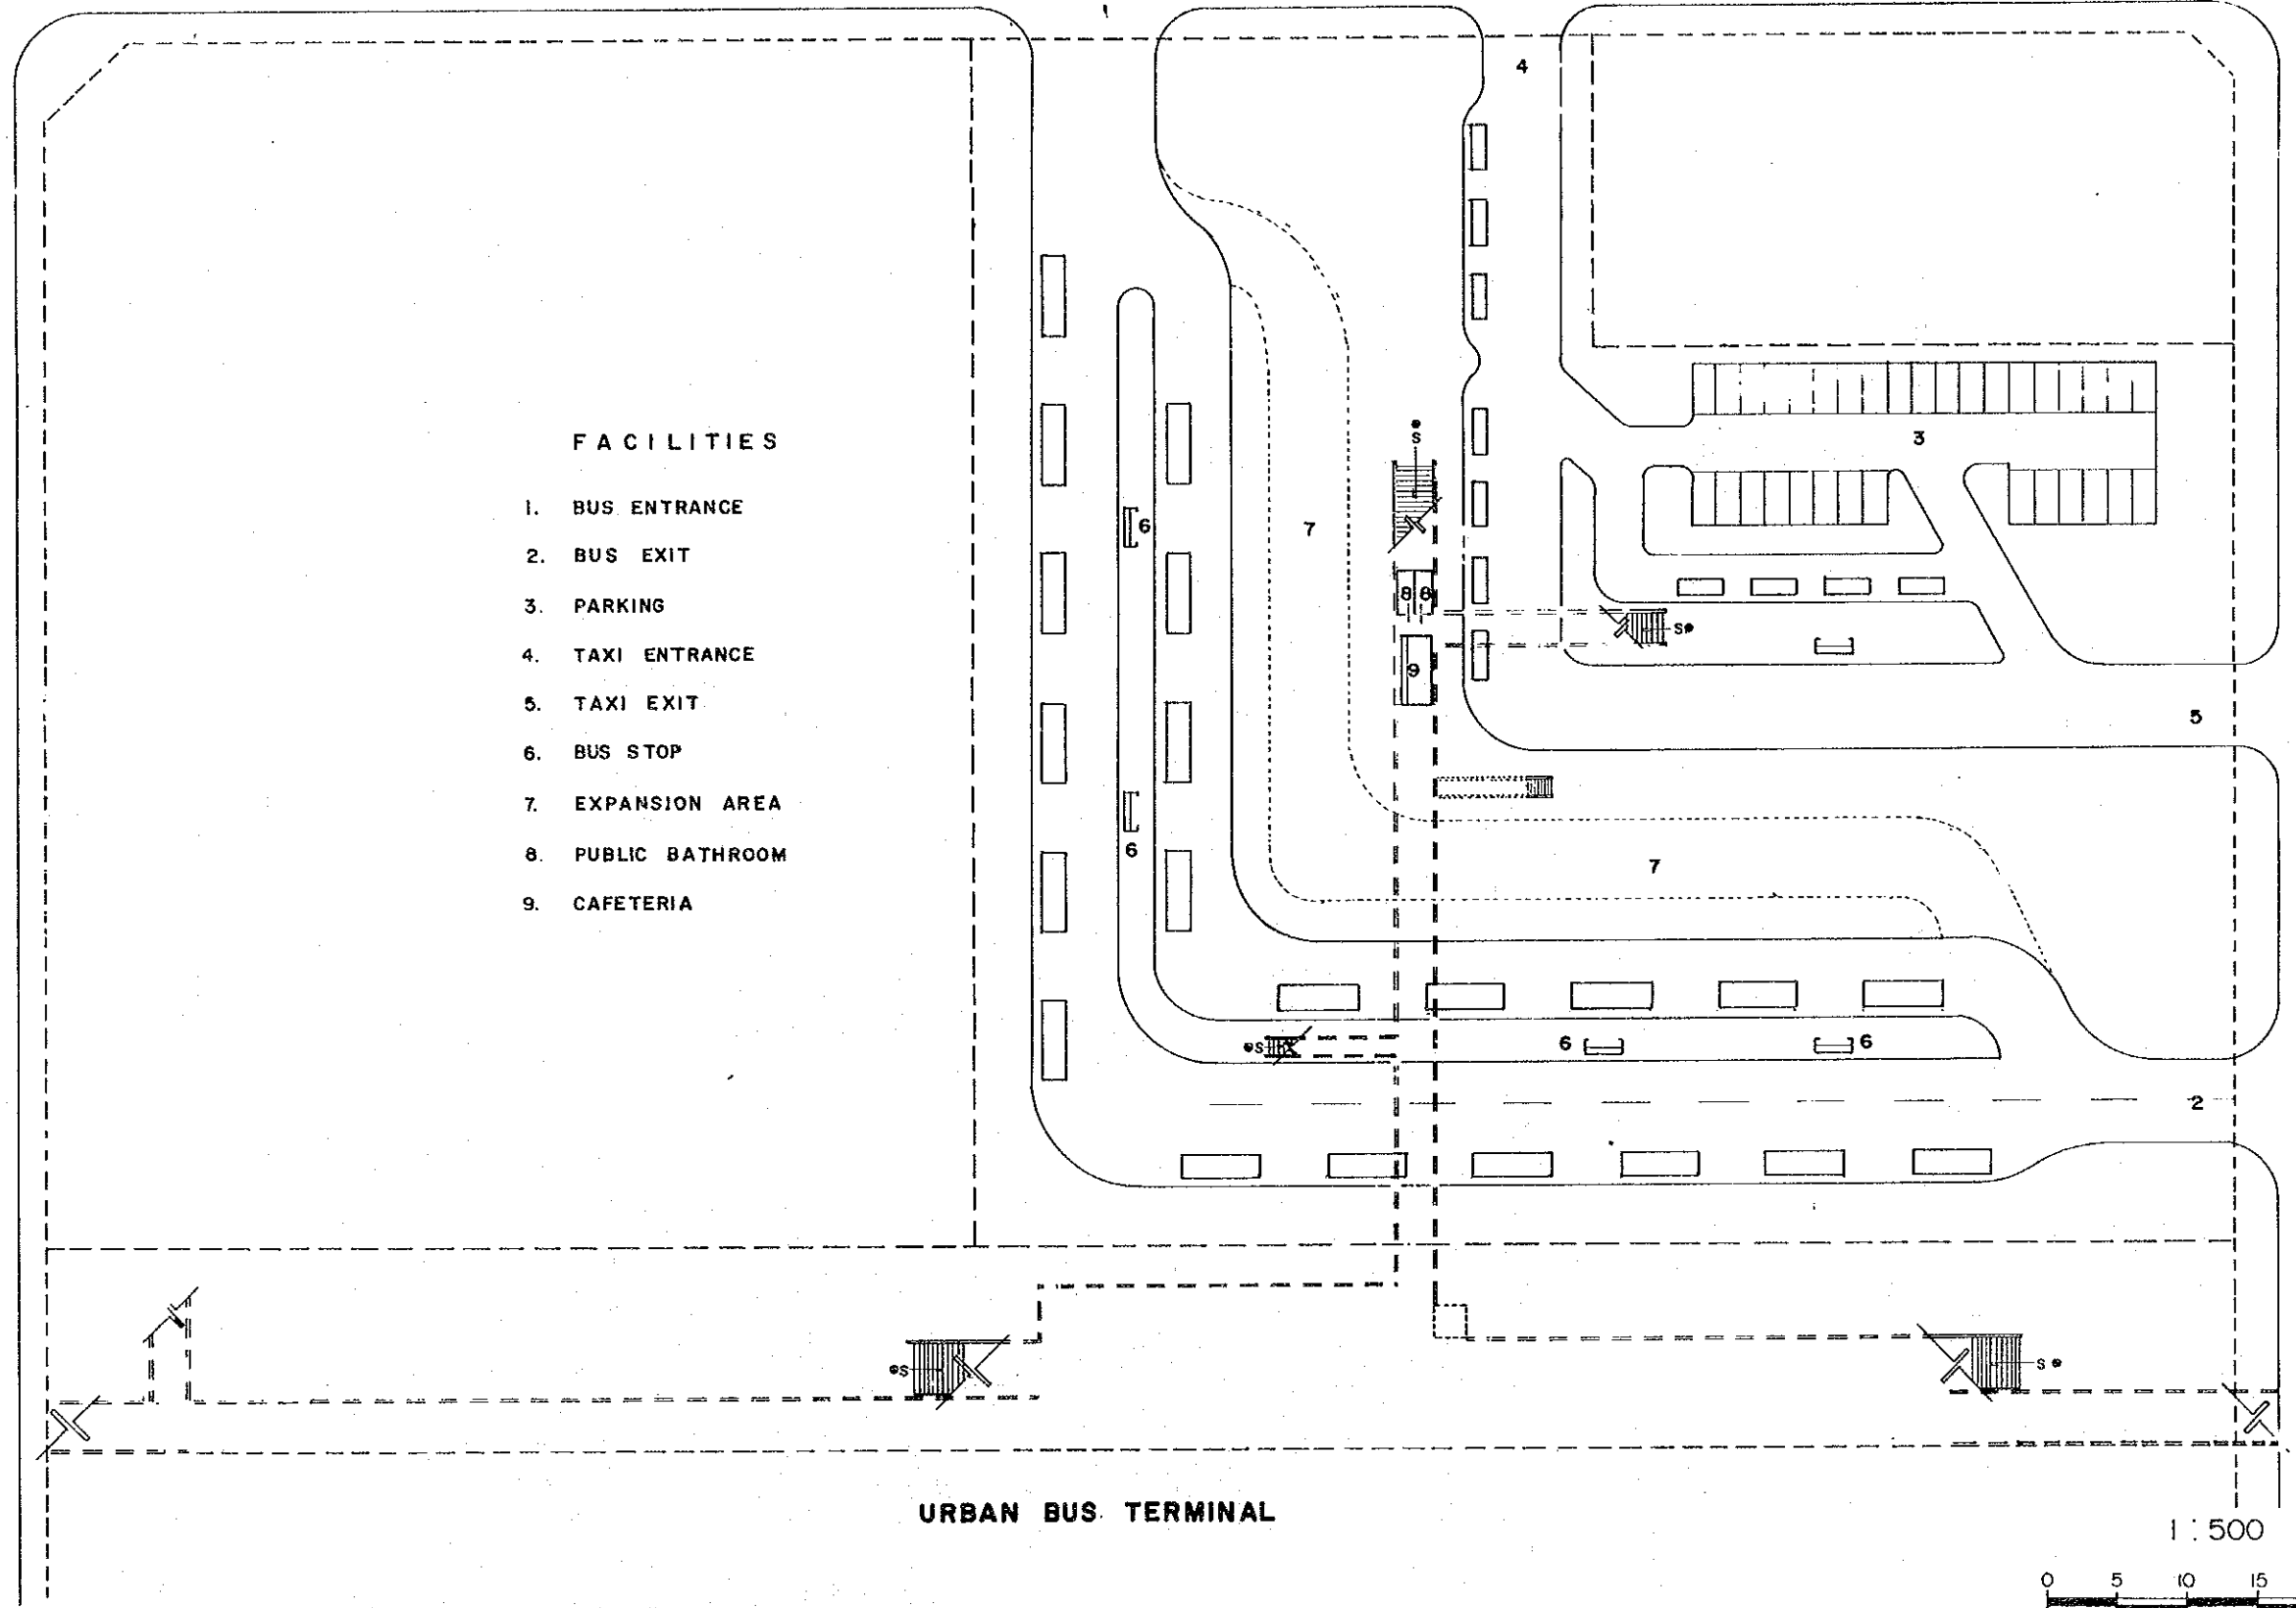 1
4
FACILITIES
1. BUS ENTRANCE
2. BUS EXIT
3. PARKING
4. TAXI ENTRANCE
5. TAXI EXIT
6. BUS STOP
7. EXPANSION AREA
8. PUBLIC BATHROOM
9. CAFETERIA
3
S
6
7
8 8
S
9
5
6
7
S
6
6
2
S
S
URBAN BUS TERMINAL
1:500
0 5 10 15